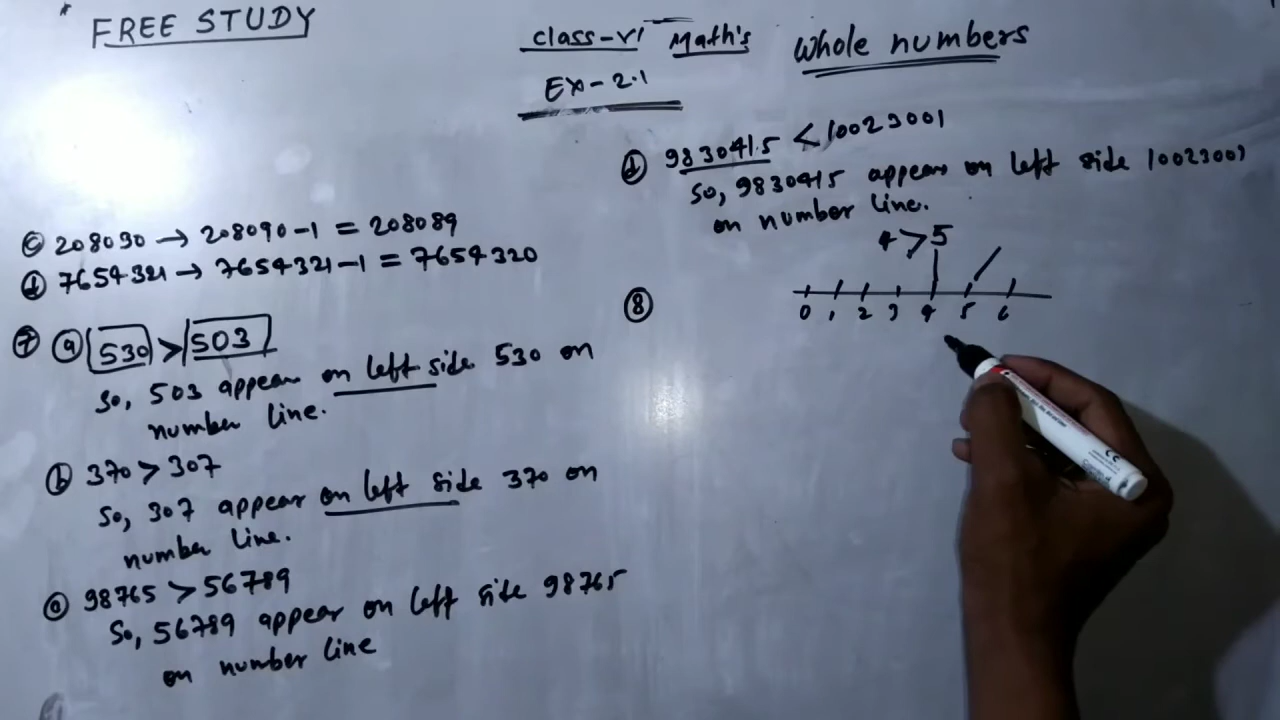 FREE STUDY
class-VI Math's Whole numbers
Ex-2.1
(c) 208090 → 208090-1 = 208089
(d) 7654321 → 7654321-1 = 7654320
(7) (a) 530 > 503
So, 503 appear on left side 530 on
number line.
(b) 370 > 307
So, 307 appear on left side 370 on
number line.
(c) 98765 > 56789
So, 56789 appear on left side 98765
on number line
(d) 9830415 < 10023001
So, 9830415 appear on left side 10023001
on number line.
4 > 5
(8)
0 1 2 3 4 5 6